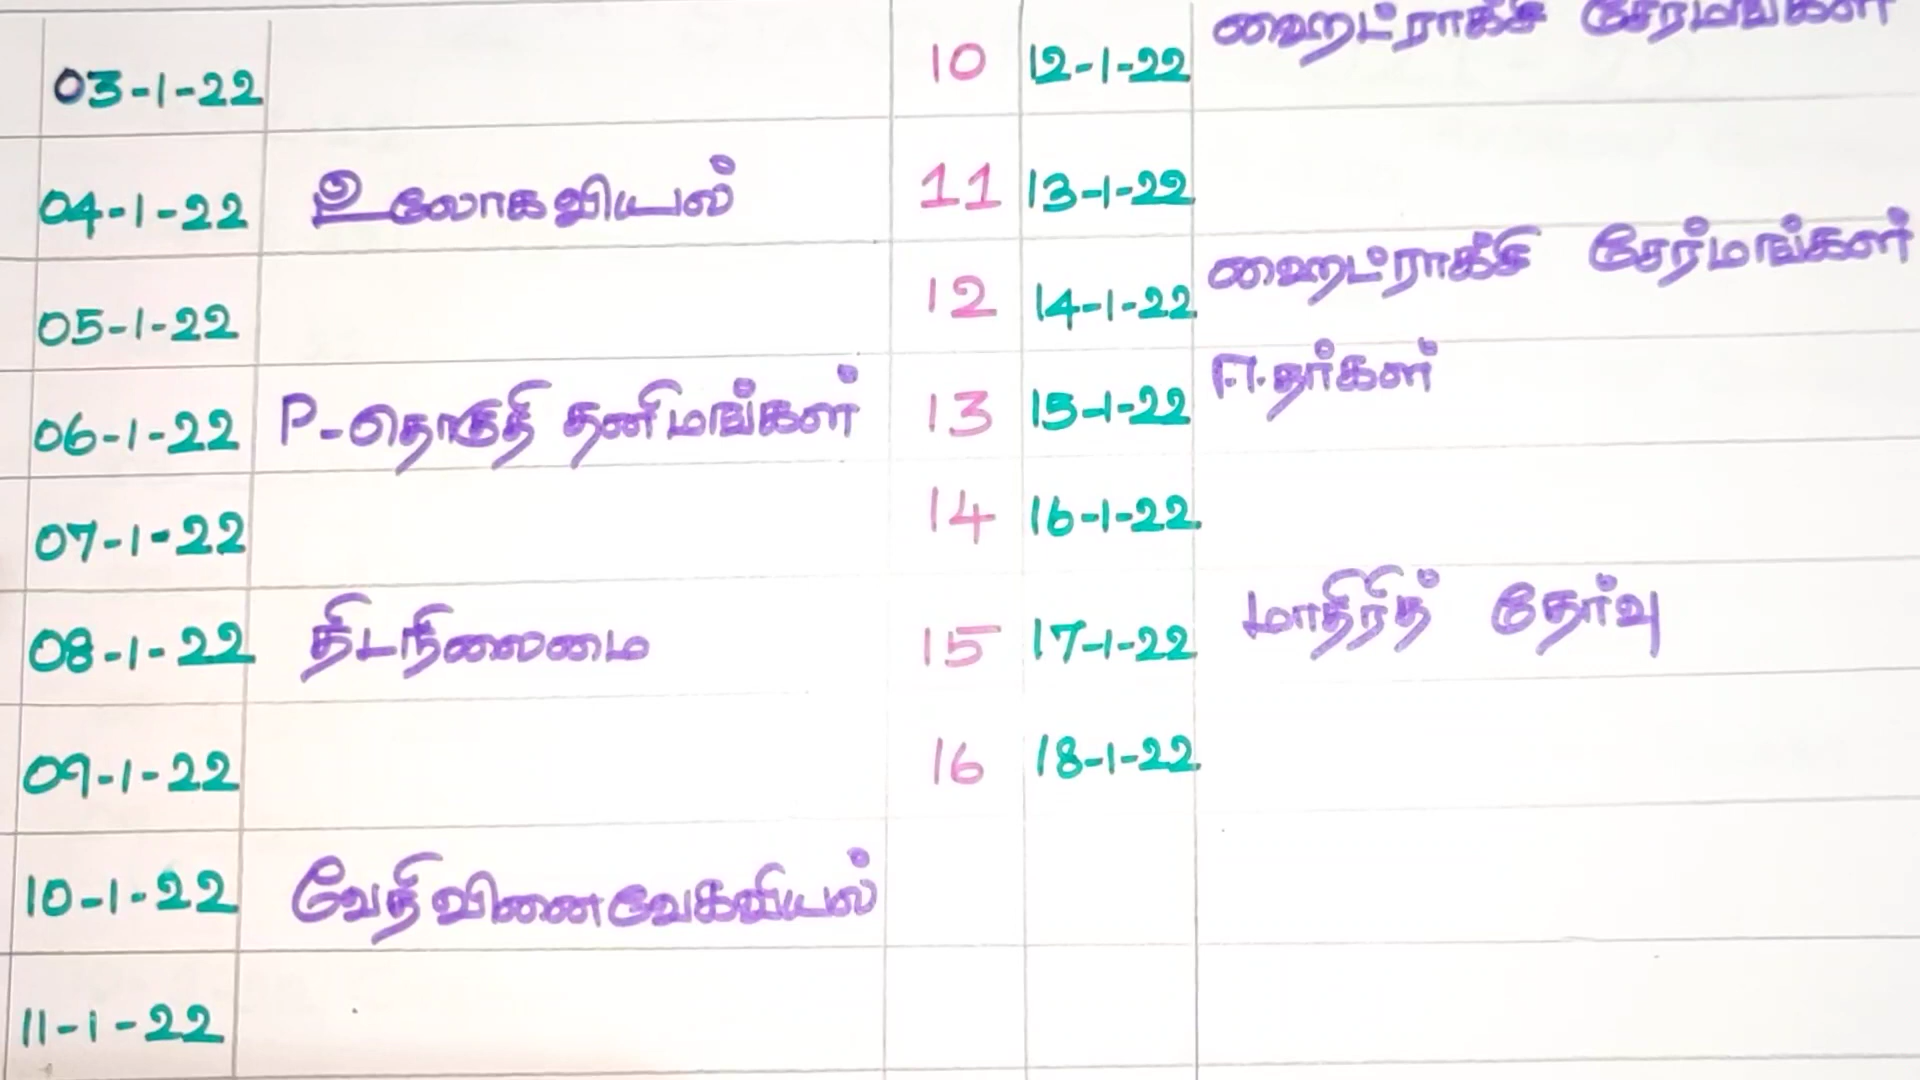 03-1-22
04-1-22 உலோகவியல்
05-1-22
06-1-22 P-தொகுதி தனிமங்கள்
07-1-22
08-1-22 திடநிலைமை
09-1-22
10-1-22 வேதிவினைவேகவியல்
11-1-22
10 12-1-22 ஹைட்ராக்சி சேர்மங்கள்
11 13-1-22
12 14-1-22 ஹைட்ராக்சி சேர்மங்கள்
13 15-1-22 ஈ.தர்கள்
14 16-1-22
15 17-1-22 மாதிரித் தேர்வு
16 18-1-22